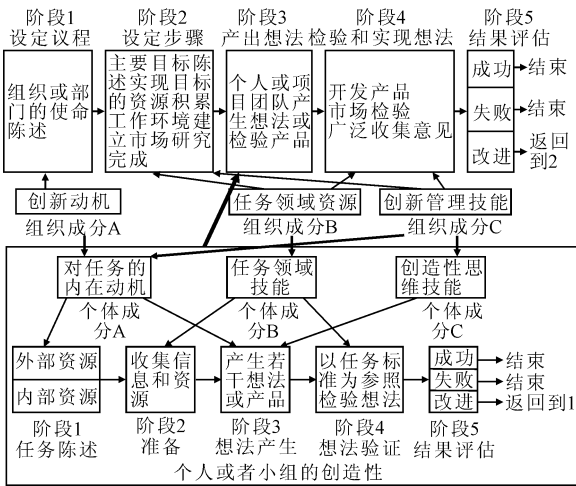 阶段1
设定议程
阶段2
设定步骤
阶段3
产出想法
阶段4
检验和实现想法
阶段5
结果评估
组织或部
门的使命
陈述
主要目标陈
述实现目标
的资源积累
工作环境建
立市场研究
完成
个人或项
目团队产
生想法或
检验产品
开发产品
市场检验
广泛收集意见
成功
结束
失败
结束
改进
返回
到2
创新动机
组织成分A
任务领域资源
组织成分B
创新管理技能
组织成分C
对任务的
内在动机
个体成
分A
任务领域
技能
个体成
分B
创造性思
维技能
个体成
分C
外部资源
内部资源
阶段1
任务陈述
收集信
息和资
源
阶段2
准备
产生若
干想法
或产品
阶段3
想法产生
以任务标
准为参照
检验想法
阶段4
想法验证
成功
结束
失败
结束
改进
返回到1
阶段5
结果评估
个人或者小组的创造性